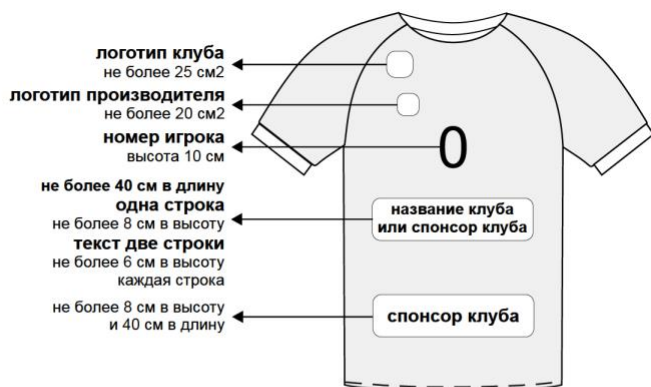 логотип клуба
не более 25 см2
логотип производителя
не более 20 см2
номер игрока
высота 10 см
0
не более 40 см в длину
одна строка
не более 8 см в высоту
текст две строки
не более 6 см в высоту
каждая строка
название клуба
или спонсор клуба
не более 8 см в высоту
и 40 см в длину
спонсор клуба